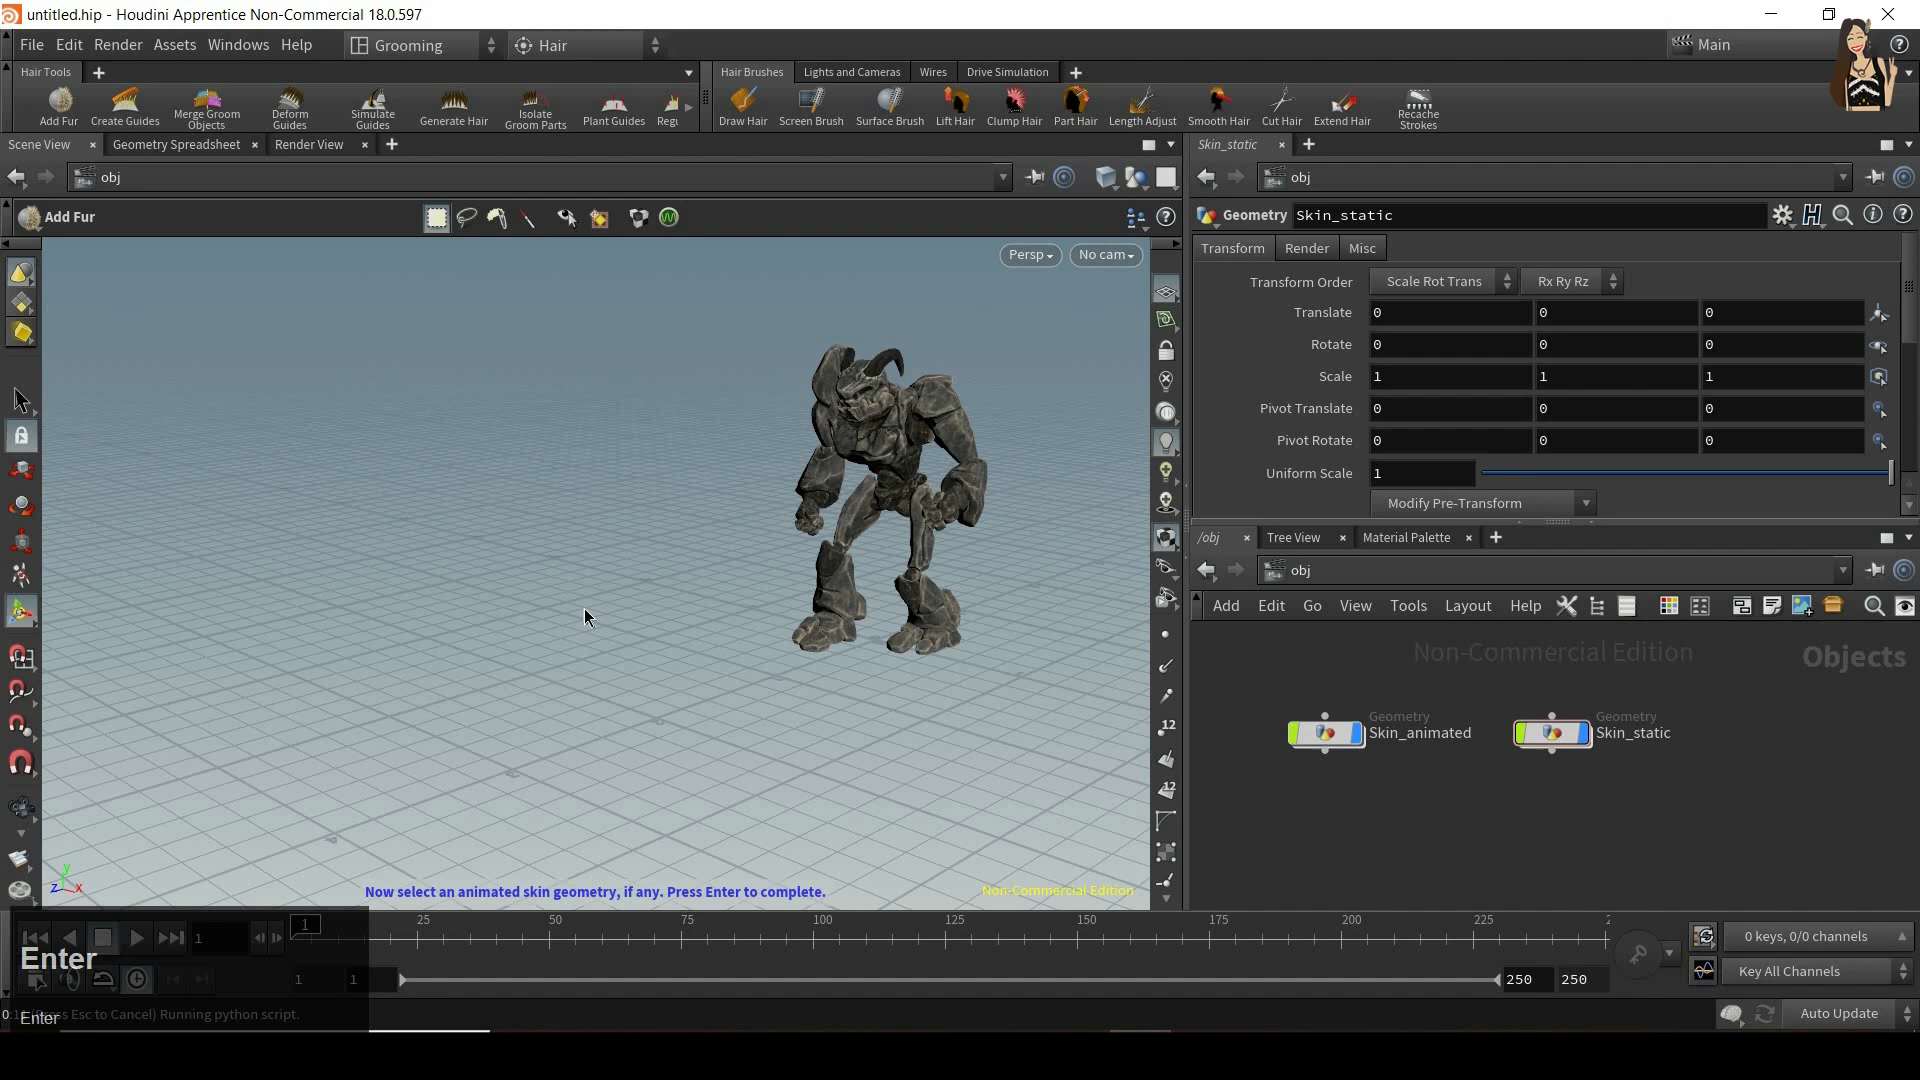 untitled.hip - Houdini Apprentice Non-Commercial 18.0.597
File Edit Render Assets Windows Help Grooming Hair Main
Hair Tools Hair Brushes Lights and Cameras Wires Drive Simulation
Add Fur Create Guides Merge Groom Objects Deform Guides Simulate Guides Generate Hair Isolate Groom Parts Plant Guides Regu Draw Hair Screen Brush Surface Brush Lift Hair Clump Hair Part Hair Length Adjust Smooth Hair Cut Hair Extend Hair Recache Strokes
Scene View Geometry Spreadsheet Render View Skin_static
obj obj
Add Fur Geometry Skin_static
Persp No cam Transform Render Misc
Transform Order Scale Rot Trans Rx Ry Rz
Translate 0 0 0
Rotate 0 0 0
Scale 1 1 1
Pivot Translate 0 0 0
Pivot Rotate 0 0 0
Uniform Scale 1
Modify Pre-Transform
/obj Tree View Material Palette
obj
Add Edit Go View Tools Layout Help
Non-Commercial Edition Objects
Geometry Geometry
Skin_animated Skin_static
12
12
y
z x
Now select an animated skin geometry, if any. Press Enter to complete. Non-Commercial Edition
1 1 25 50 75 100 125 150 175 200 225 2
0 keys, 0/0 channels
Enter
1 1 250 250 Key All Channels
Press Esc to Cancel) Running python script. Auto Update
Enter